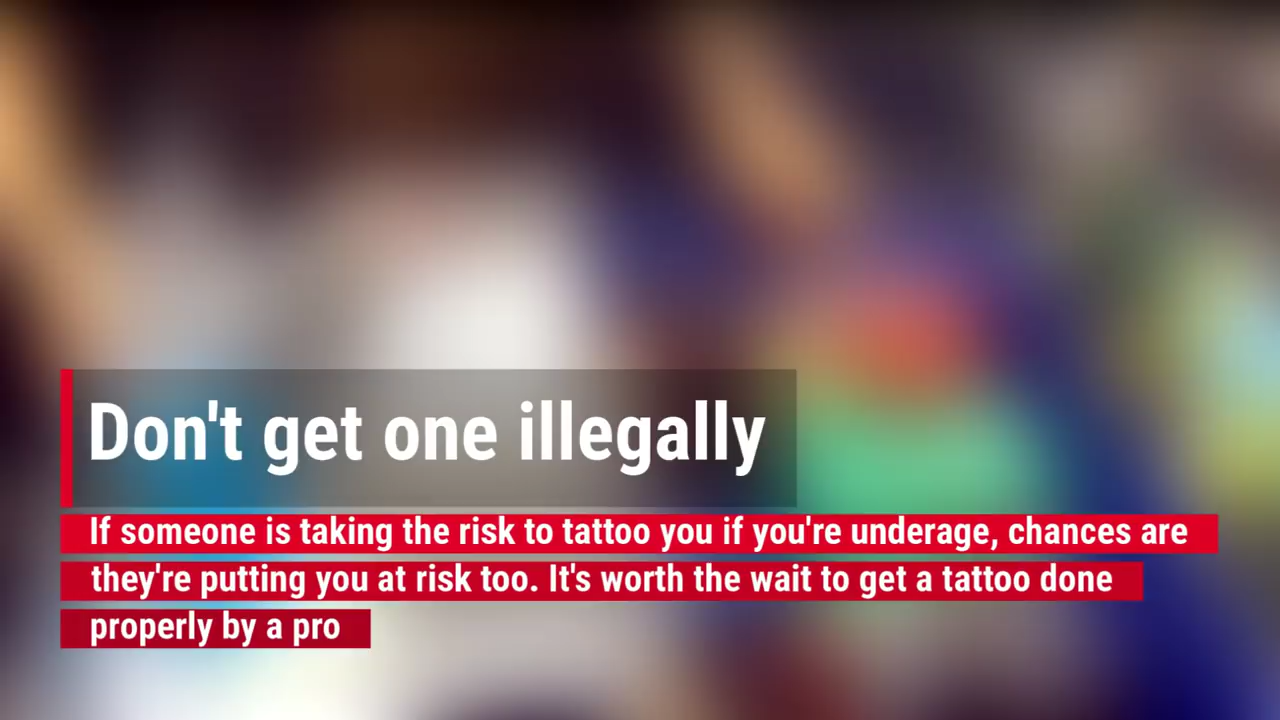 Don't get one illegally
If someone is taking the risk to tattoo you if you're underage, chances are
they're putting you at risk too. It's worth the wait to get a tattoo done
properly by a pro